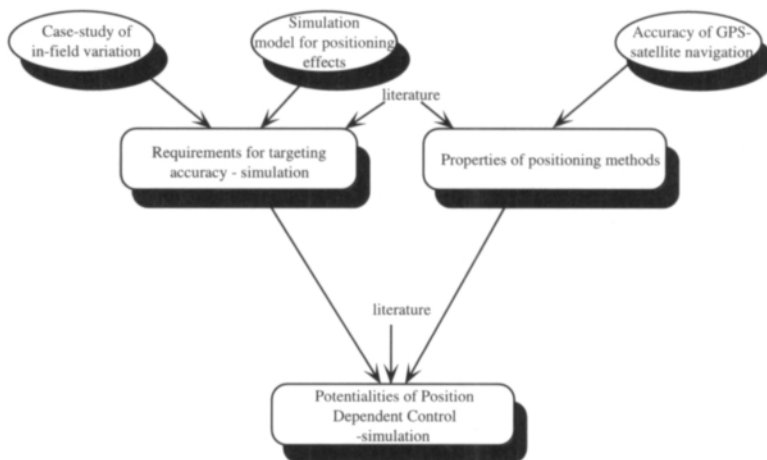 Case-study of
in-field variation
Simulation
model for positioning
effects
Accuracy of GPS-
satellite navigation
literature
Requirements for targeting
accuracy - simulation
Properties of positioning methods
literature
Potentialities of Position
Dependent Control
-simulation